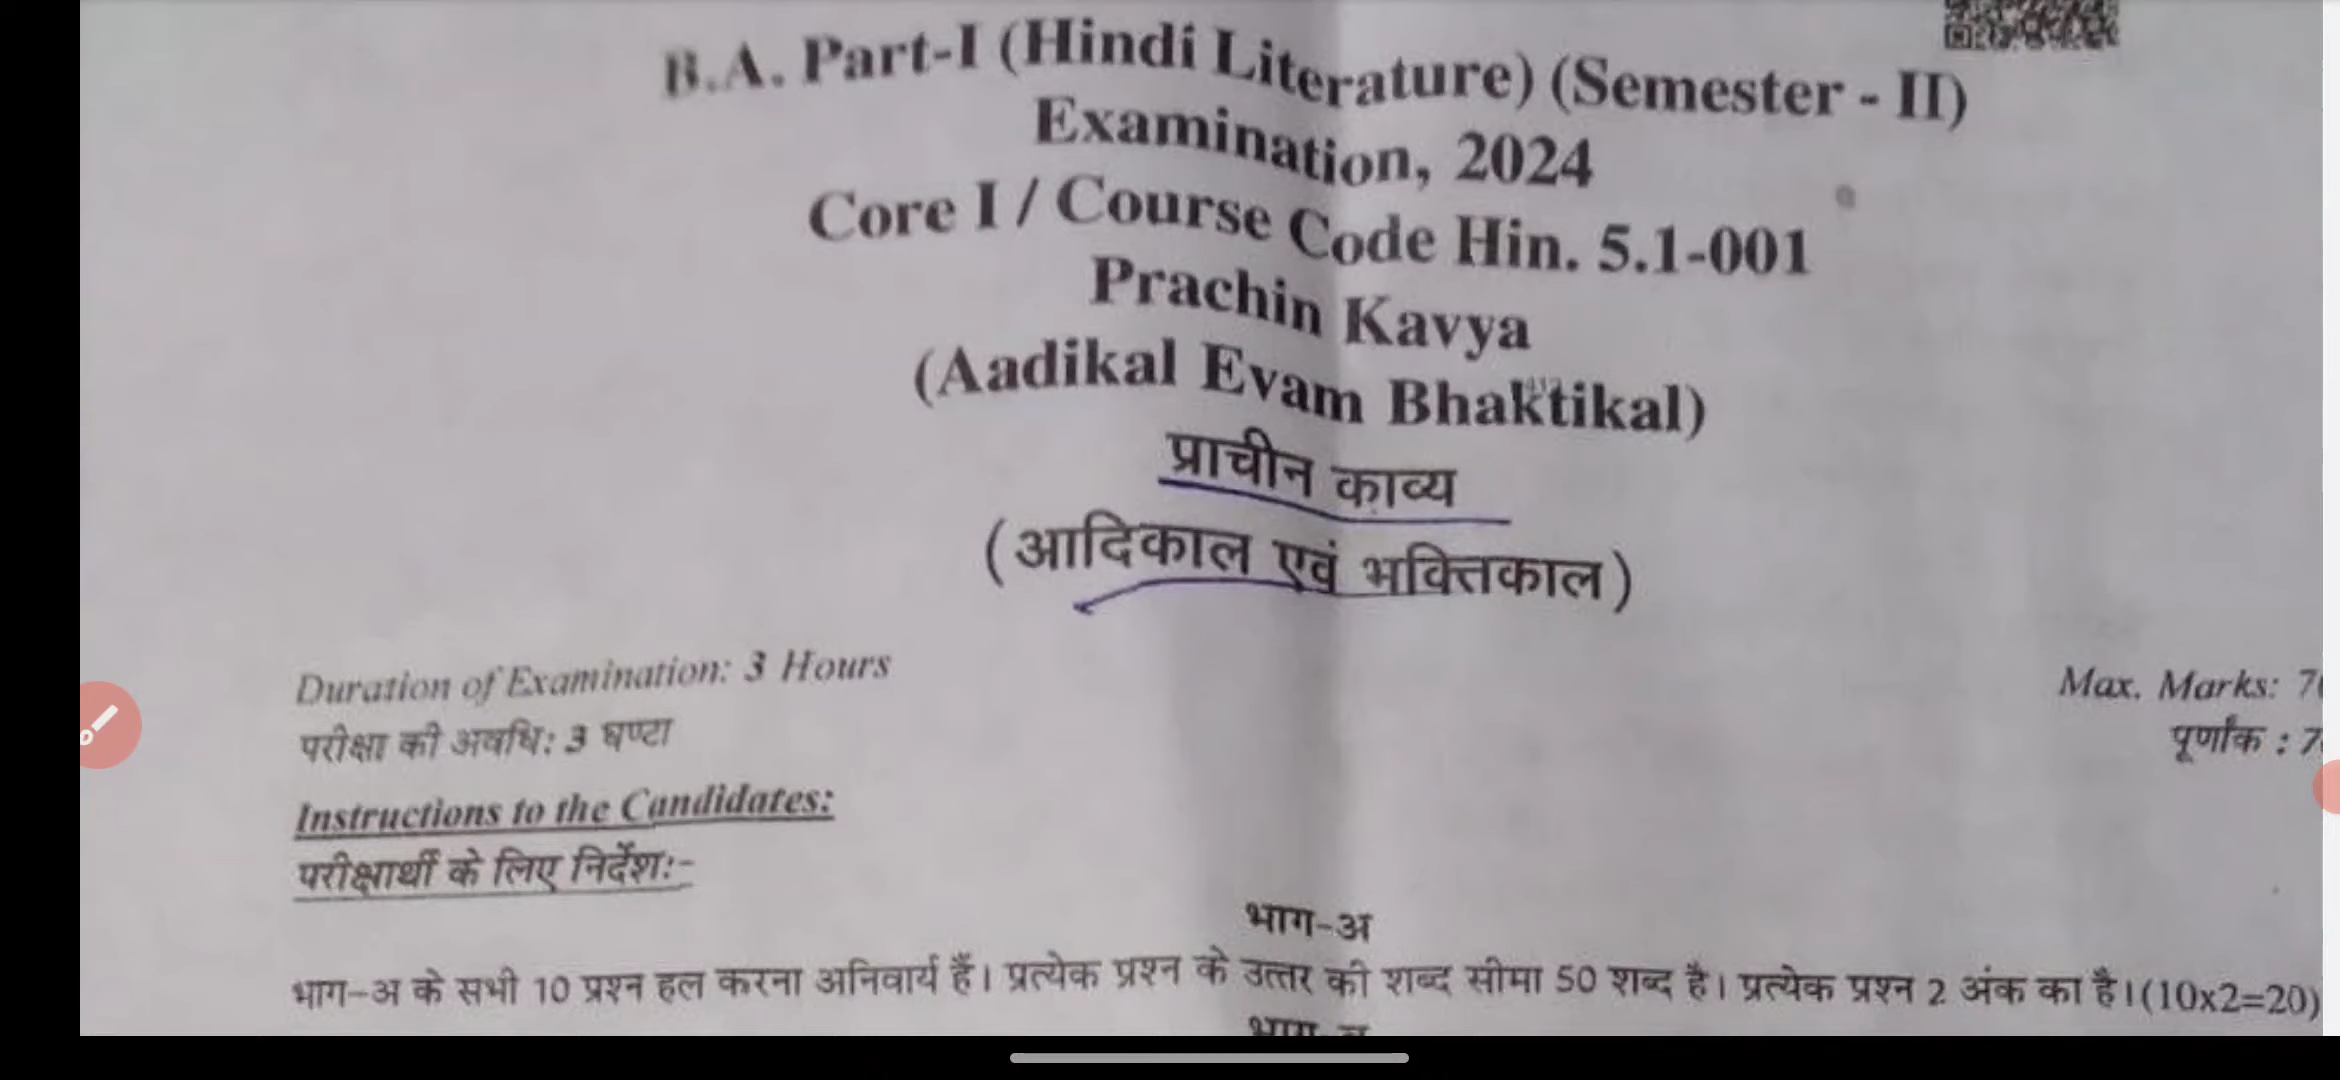 B.A. Part-I (Hindi Literature) (Semester - II)
Examination, 2024
Core I / Course Code Hin. 5.1-001
Prachin Kavya
(Aadikal Evam Bhaktikal)
प्राचीन काव्य
(आदिकाल एवं भक्तिकाल)
Duration of Examination: 3 Hours
Max. Marks:
परीक्षा की अवधि: 3 घण्टा
पूर्णांक :
Instructions to the Candidates:
परीक्षार्थी के लिए निर्देश:-
भाग-अ
भाग-अ के सभी 10 प्रश्न हल करना अनिवार्य हैं। प्रत्येक प्रश्न के उत्तर की शब्द सीमा 50 शब्द है। प्रत्येक प्रश्न 2 अंक का है।(10x2=20)